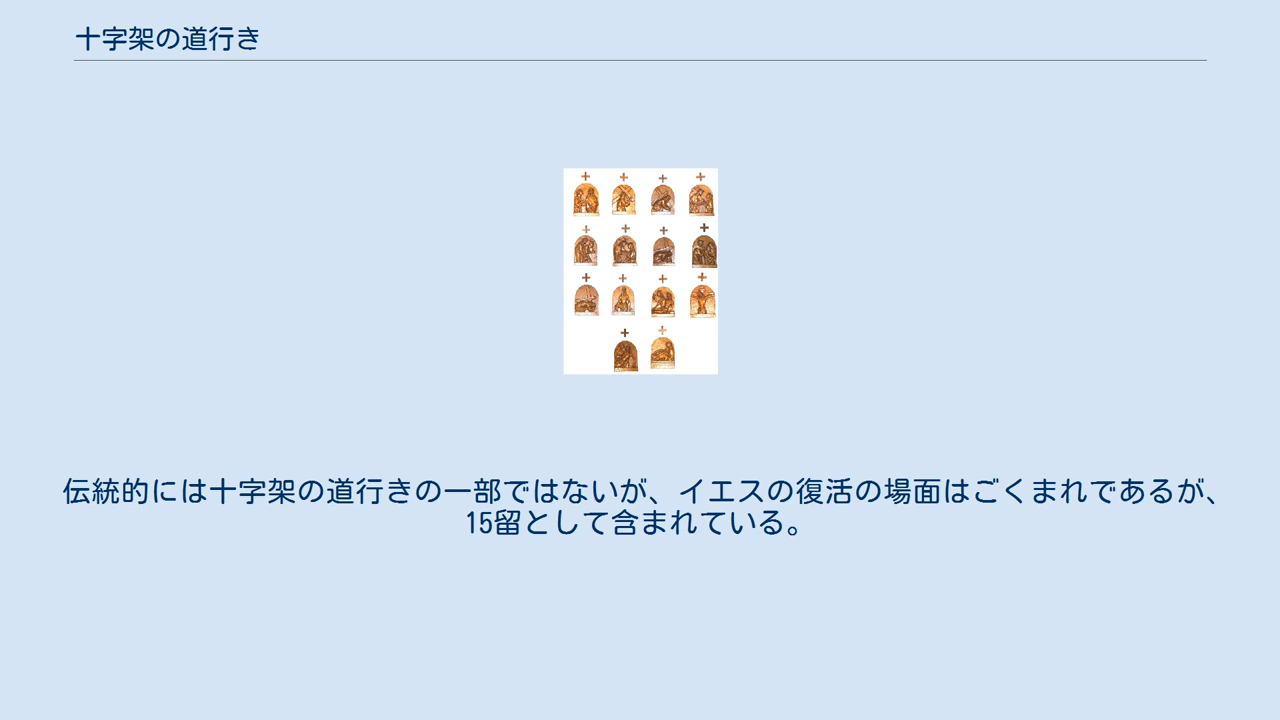 十字架の道行き
伝統的には十字架の道行きの一部ではないが、イエスの復活の場面はごくまれであるが、
15留として含まれている。